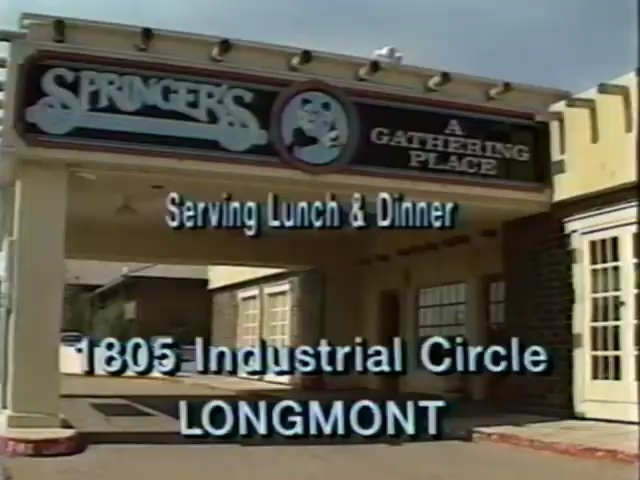 SPRINGER'S
A
GATHERING
PLACE
Serving Lunch & Dinner
1805 Industrial Circle
LONGMONT